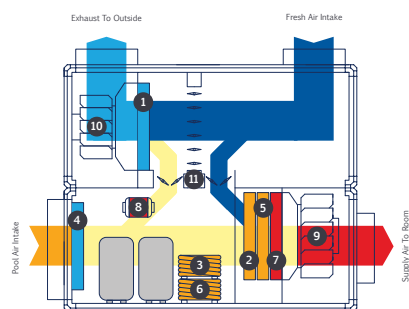 Exhaust To Outside
Fresh Air Intake
1
10
11
8
4
5
9
2
7
3
6
Pool Air Intake
Supply Air To Room